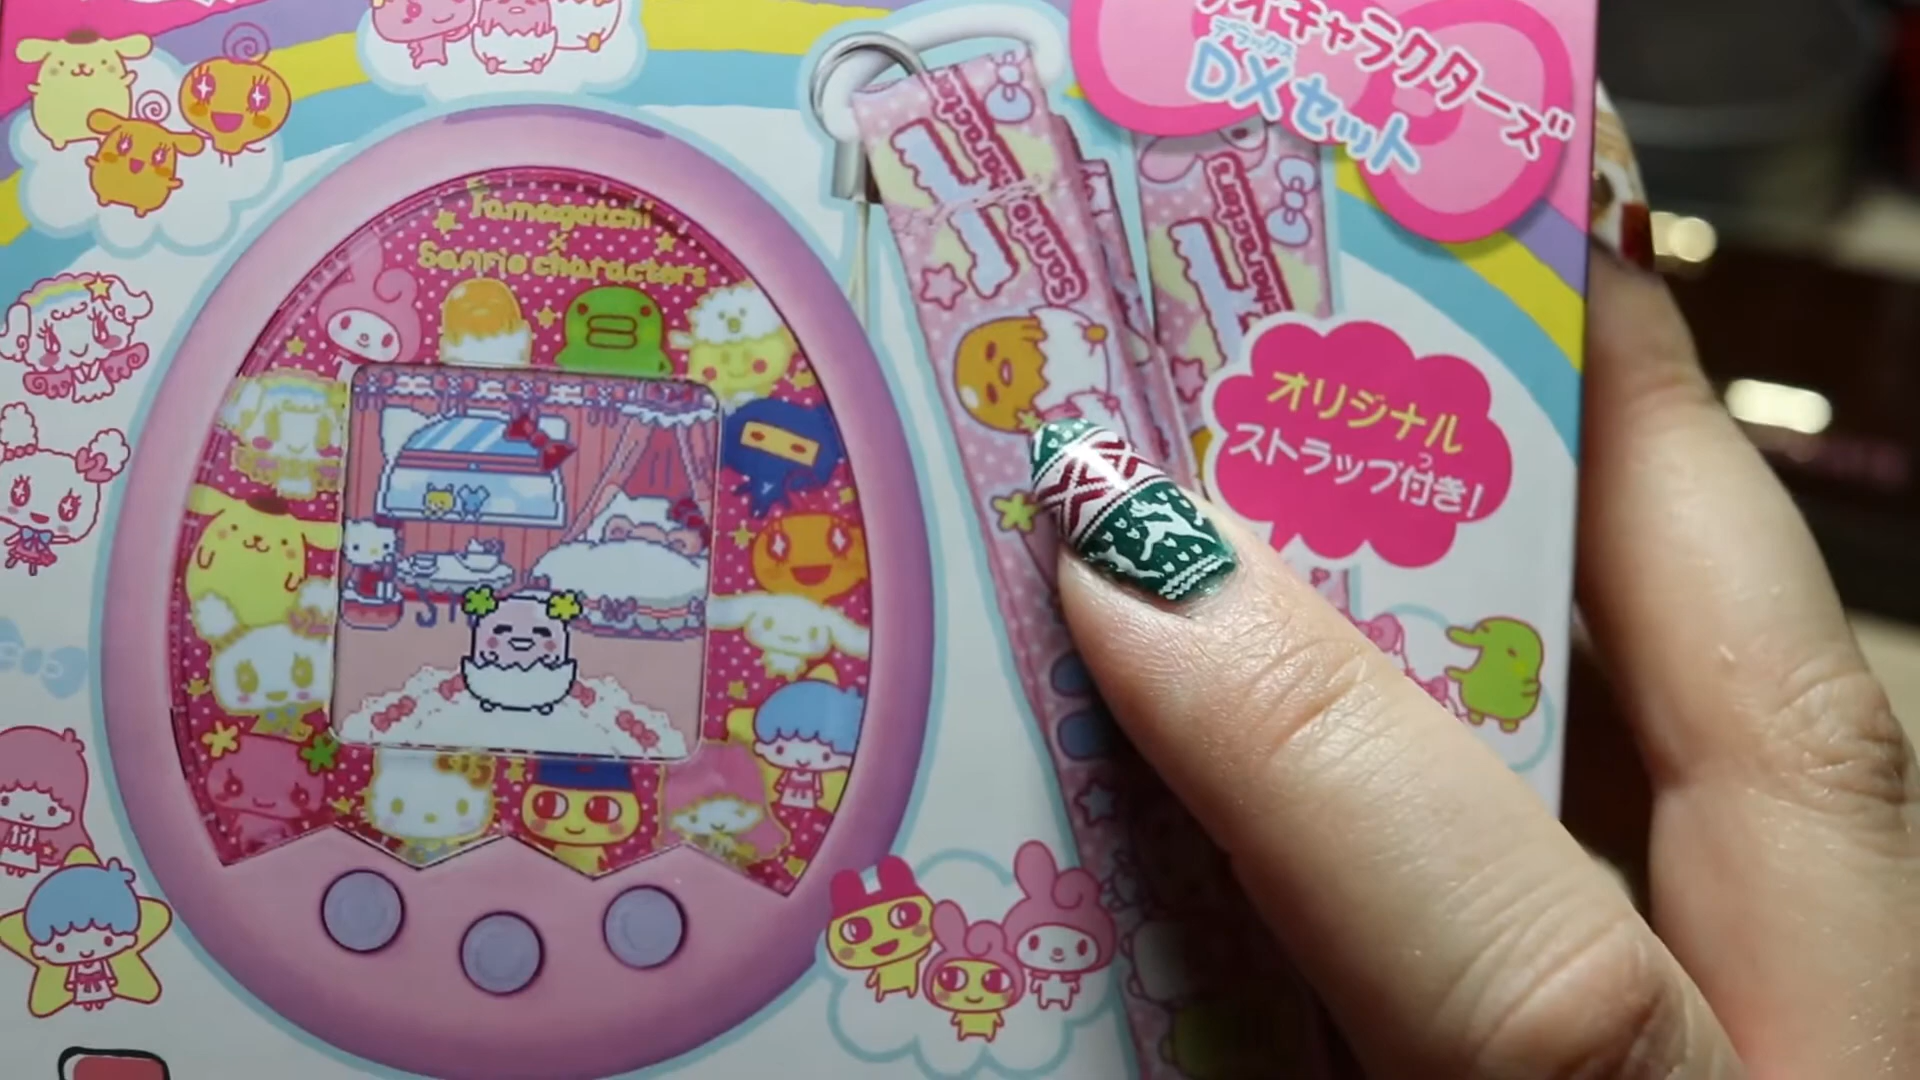 オキャラクターズ
デラックス
DXセット
Tamagotchi
×
Sanrio characters
Sanrio
characters
オリジナル
ストラップ付き!